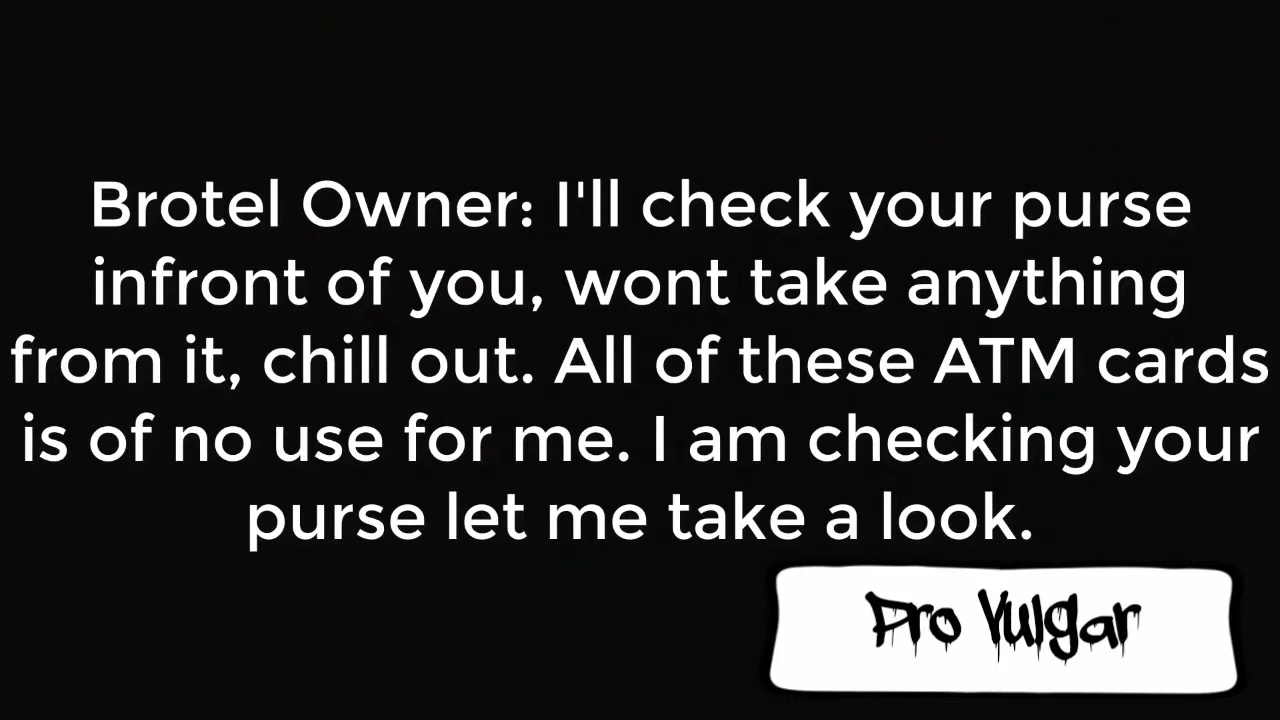 Brotel Owner: I'll check your purse
infront of you, wont take anything
from it, chill out. All of these ATM cards
is of no use for me. I am checking your
purse let me take a look.
Pro Vulgar